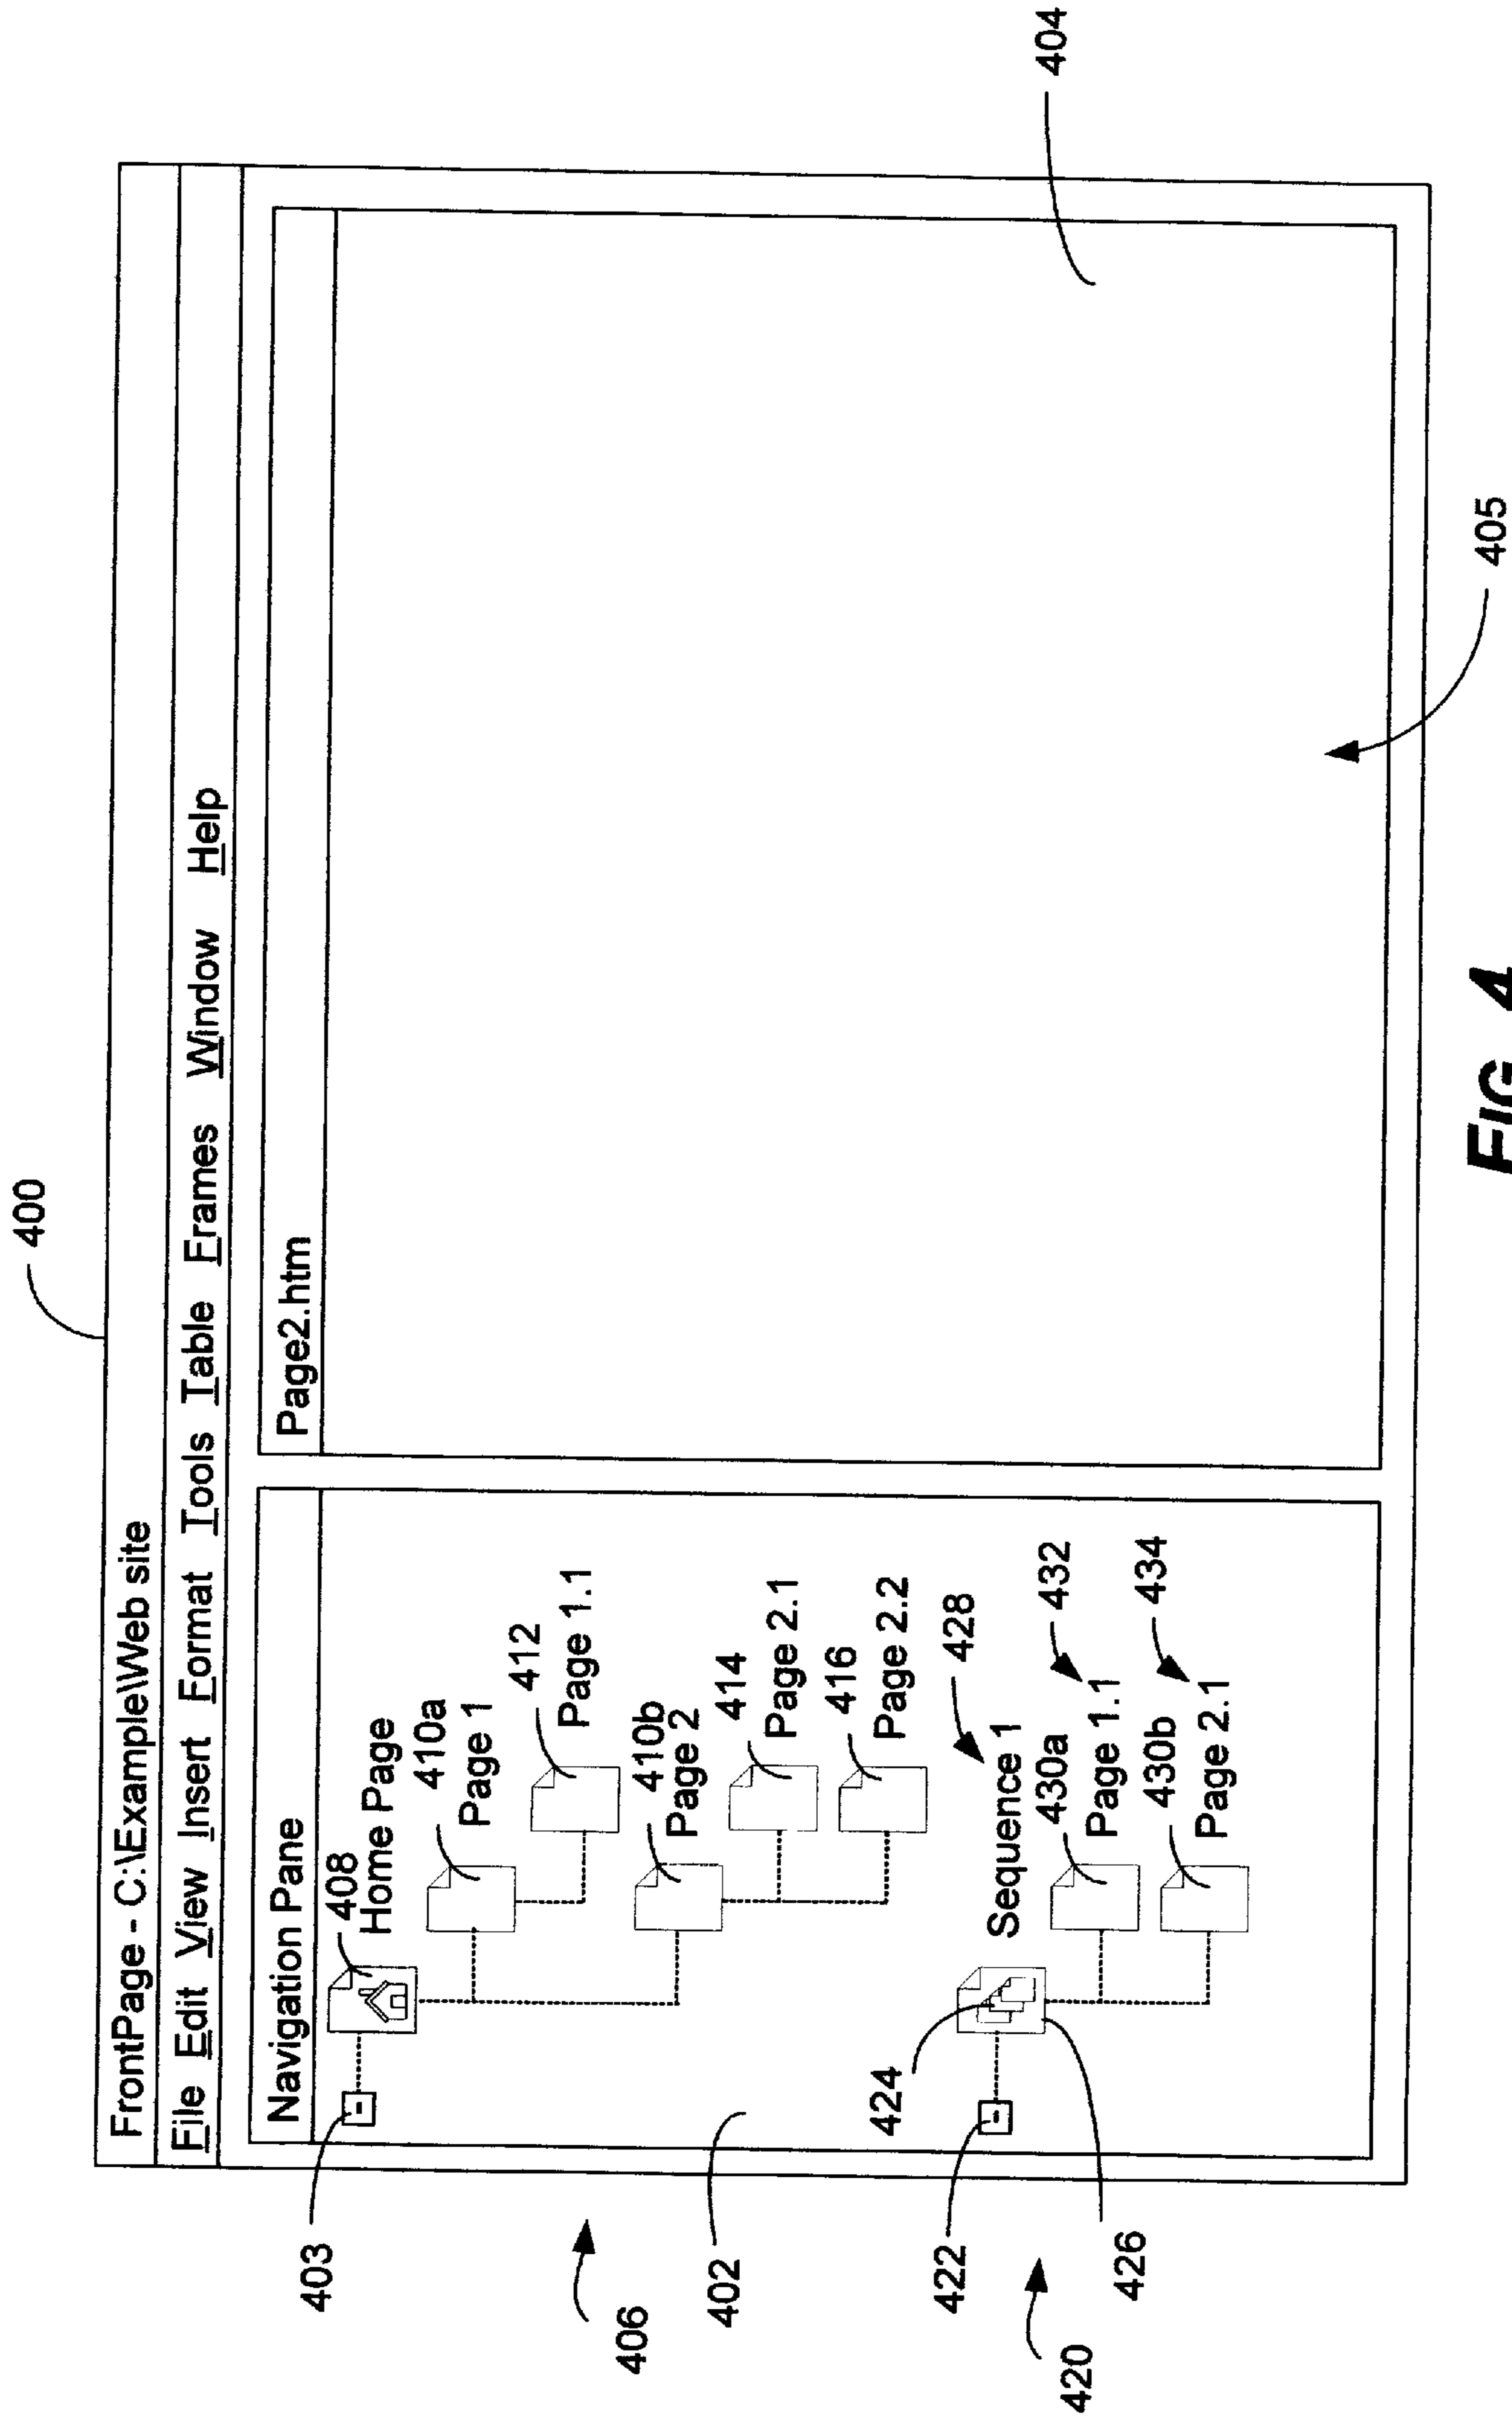 400
FrontPage - C:\Example\Web site
File Edit View Insert Format Tools Table Frames Window Help
Navigation Pane
Page2.htm
403
408
Home Page
410a
Page 1
412
Page 1.1
406
410b
Page 2
414
Page 2.1
402
416
Page 2.2
404
424
428
Sequence 1
422
430a
432
Page 1.1
420
426
430b
434
Page 2.1
405
FIG. 4